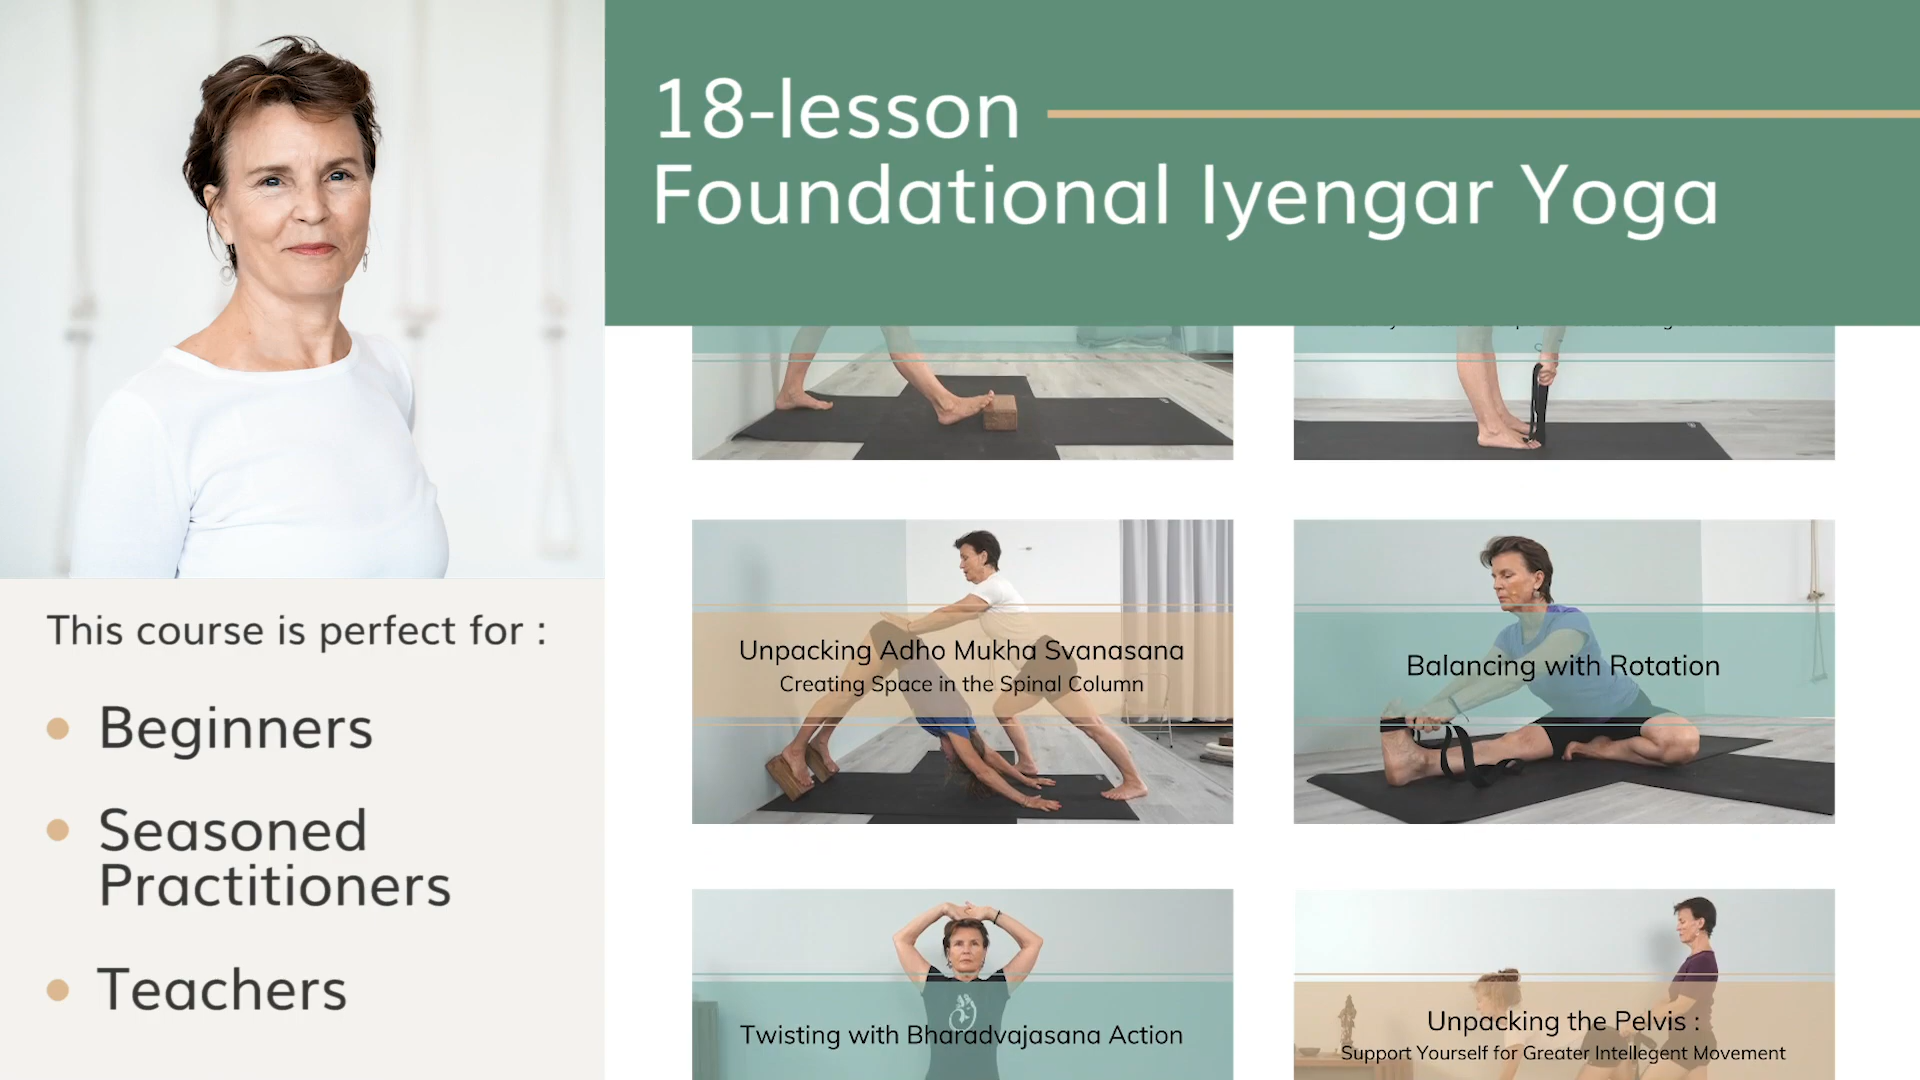 18-lesson
Foundational Iyengar Yoga
This course is perfect for :
Beginners
Seasoned
Practitioners
Teachers
Unpacking Adho Mukha Svanasana
Creating Space in the Spinal Column
Balancing with Rotation
Twisting with Bharadvajasana Action
Unpacking the Pelvis :
Support Yourself for Greater Intellegent Movement